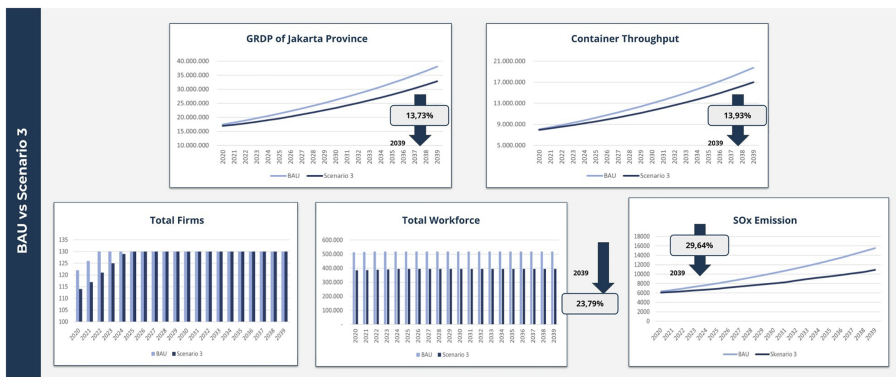 BAU vs Scenario 3
GRDP of Jakarta Province
40.000.000
35.000.000
30.000.000
25.000.000
20.000.000
15.000.000
10.000.000
13,73%
2039
2020 2021 2022 2023 2024 2025 2026 2027 2028 2029 2030 2031 2032 2033 2034 2035 2036 2037 2038 2039
BAU Scenario 3
Container Throughput
21.000.000
17.000.000
13.000.000
9.000.000
5.000.000
13,93%
2039
2020 2021 2022 2023 2024 2025 2026 2027 2028 2029 2030 2031 2032 2033 2034 2035 2036 2037 2038 2039
BAU Scenario 3
Total Firms
135
130
125
120
115
110
105
100
2020 2021 2022 2023 2024 2025 2026 2027 2028 2029 2030 2031 2032 2033 2034 2035 2036 2037 2038 2039
BAU Scenario 3
Total Workforce
600.000
500.000
400.000
300.000
200.000
100.000
-
2020 2021 2022 2023 2024 2025 2026 2027 2028 2029 2030 2031 2032 2033 2034 2035 2036 2037 2038 2039
BAU Scenario 3
2039
23,79%
SOx Emission
18000
16000
14000
12000
10000
8000
6000
4000
2000
0
29,64%
2039
2020 2021 2022 2023 2024 2025 2026 2027 2028 2029 2030 2031 2032 2033 2034 2035 2036 2037 2038 2039
BAU Skenario 3